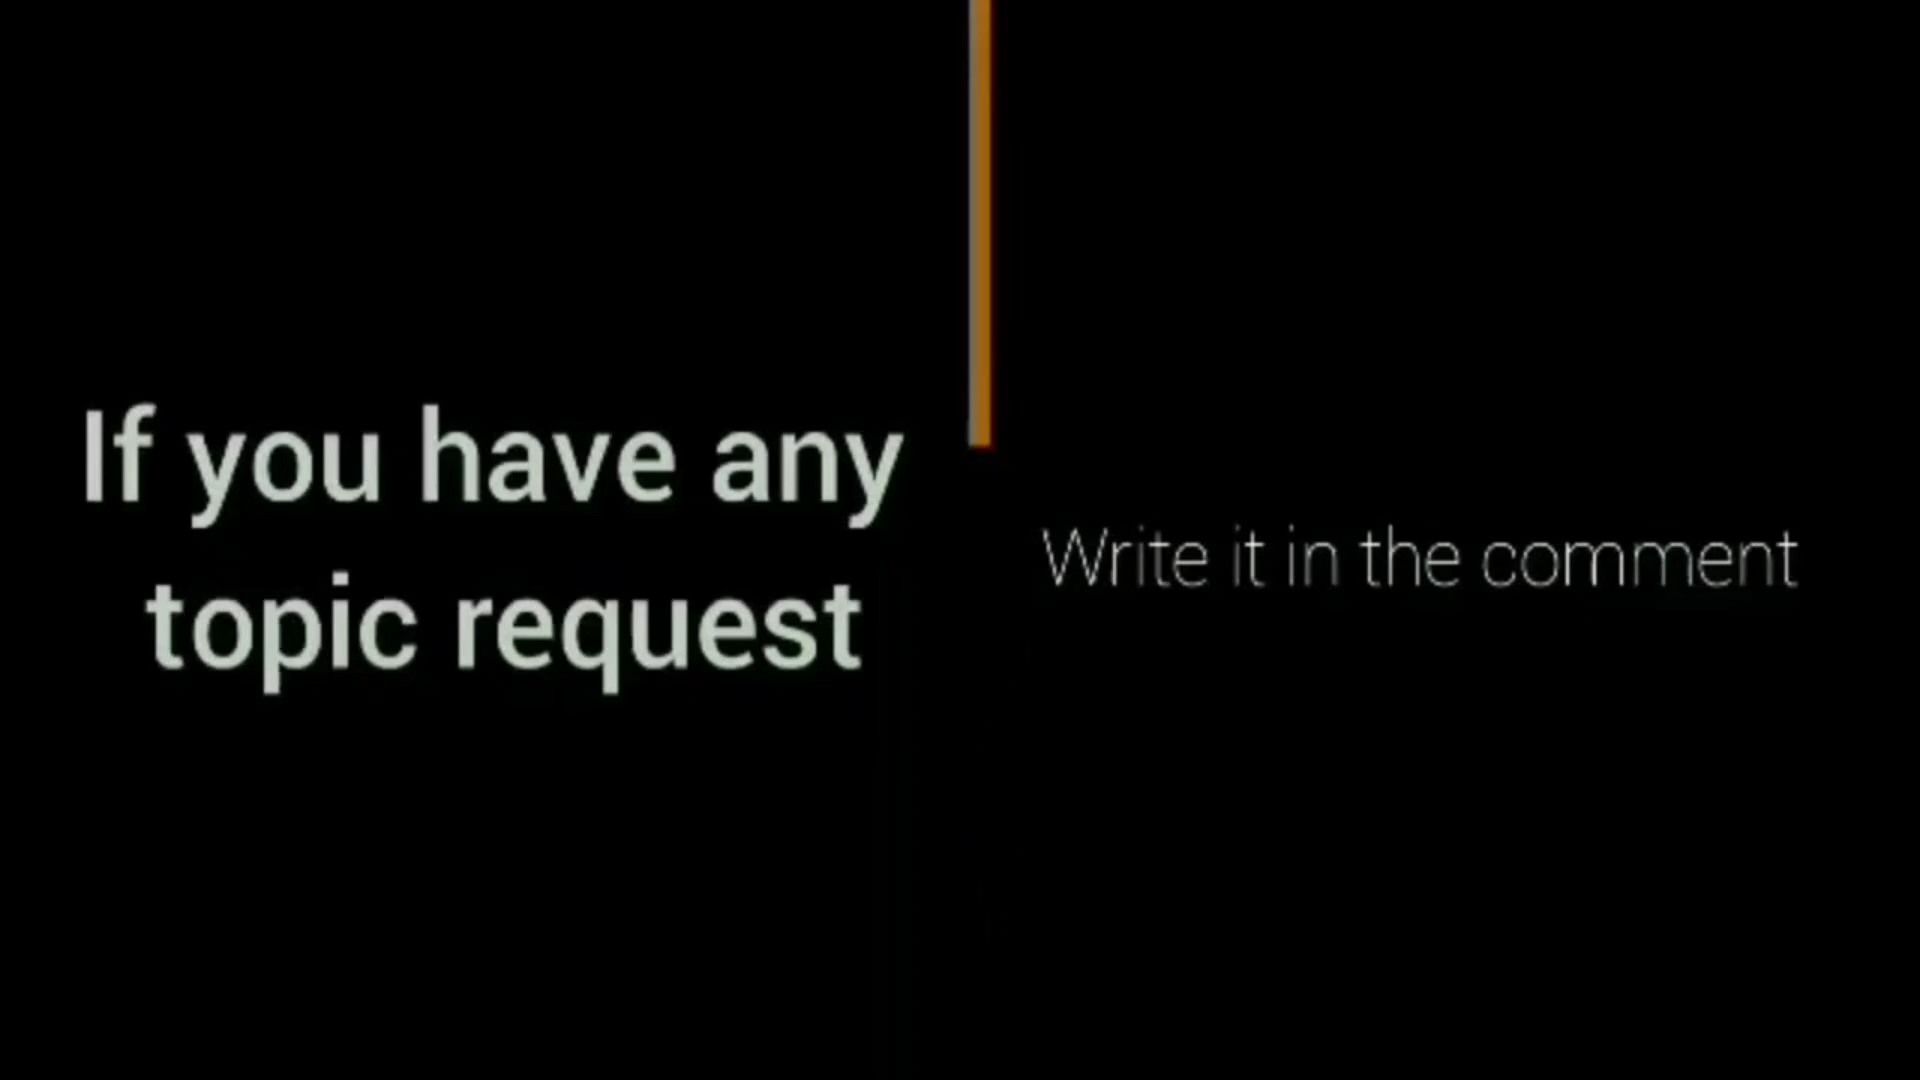 If you have any
topic request
Write it in the comment